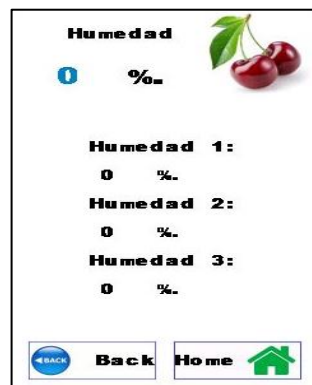 Humedad
0 %.
Humedad 1:
0 %.
Humedad 2:
0 %.
Humedad 3:
0 %.
BACK Back Home